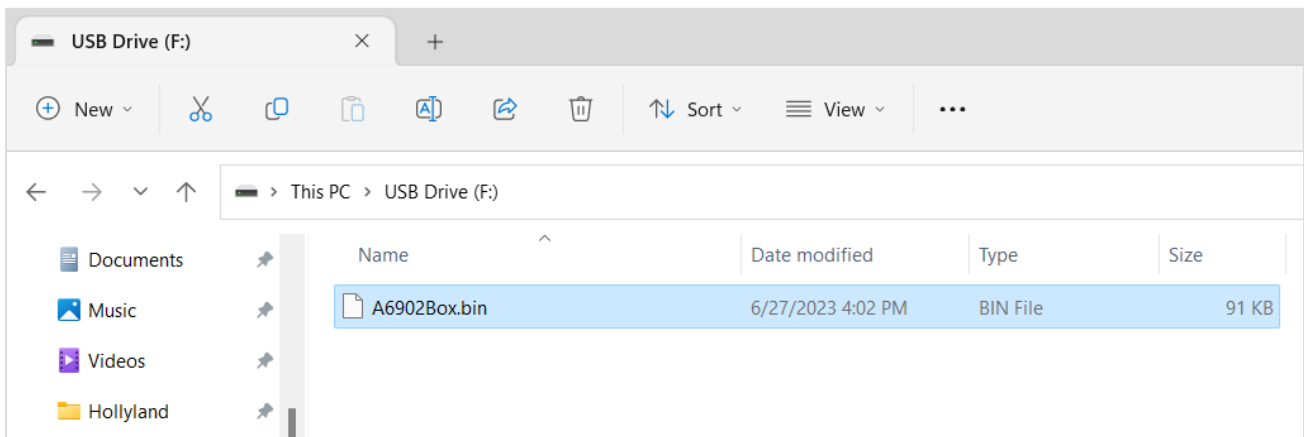 USB Drive (F:)
New Sort View
This PC > USB Drive (F:)
Name Date modified Type Size
Documents
A6902Box.bin 6/27/2023 4:02 PM BIN File 91 KB
Music
Videos
Hollyland